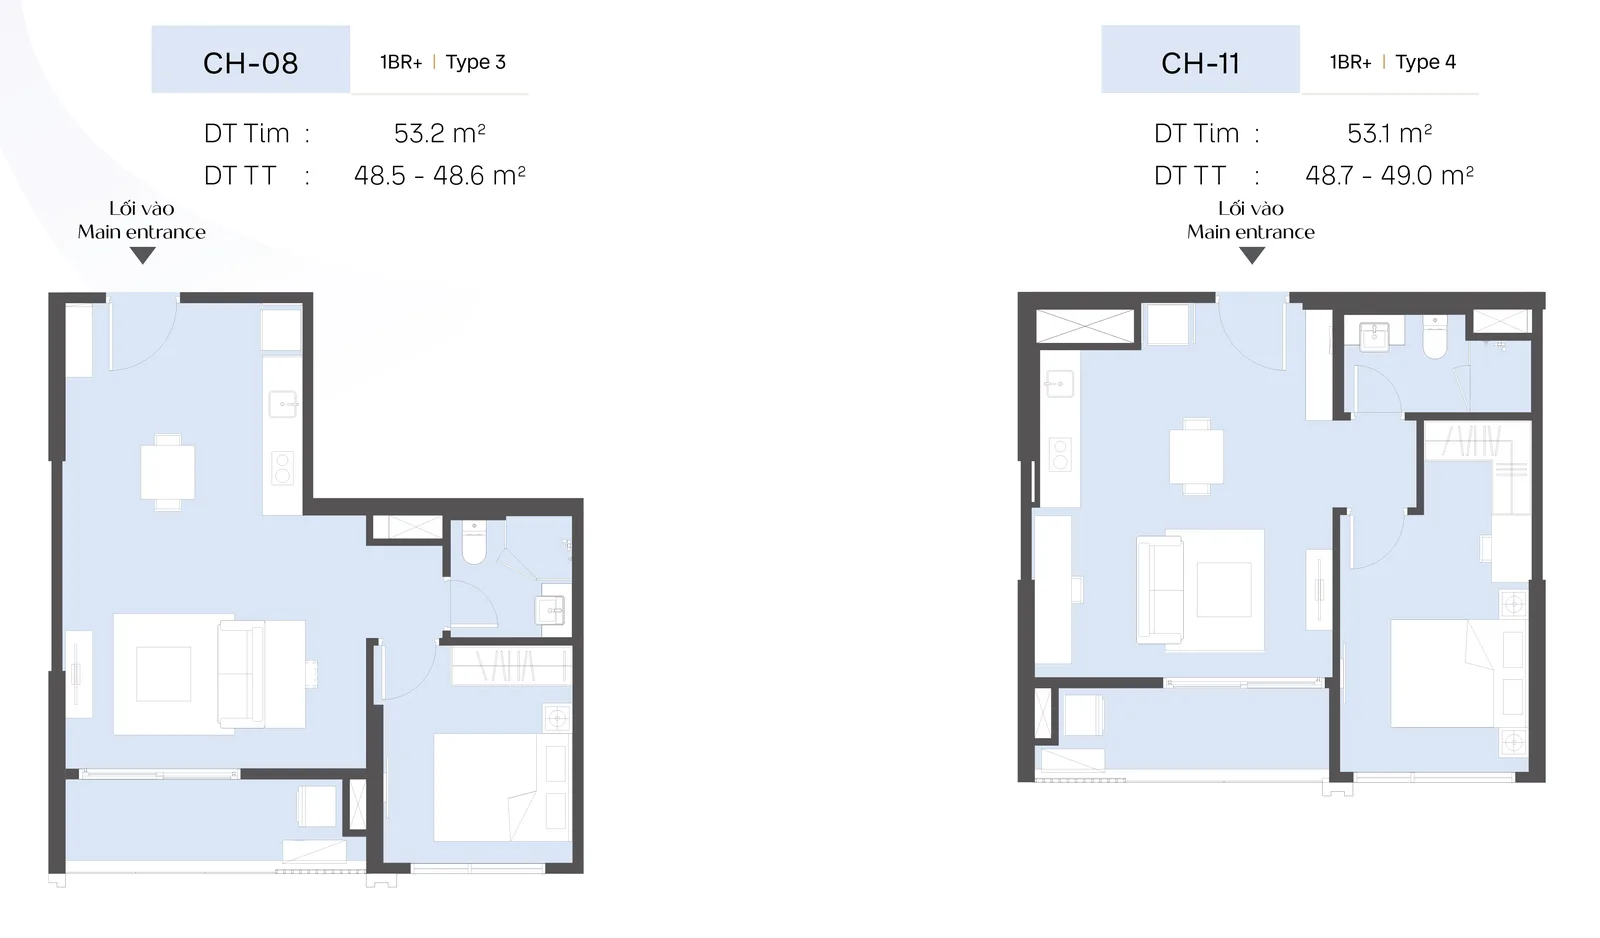 CH-08
1BR+ | Type 3
DT Tim : 53.2 m²
DT TT : 48.5 - 48.6 m²
Lối vào
Main entrance
CH-11
1BR+ | Type 4
DT Tim : 53.1 m²
DT TT : 48.7 - 49.0 m²
Lối vào
Main entrance